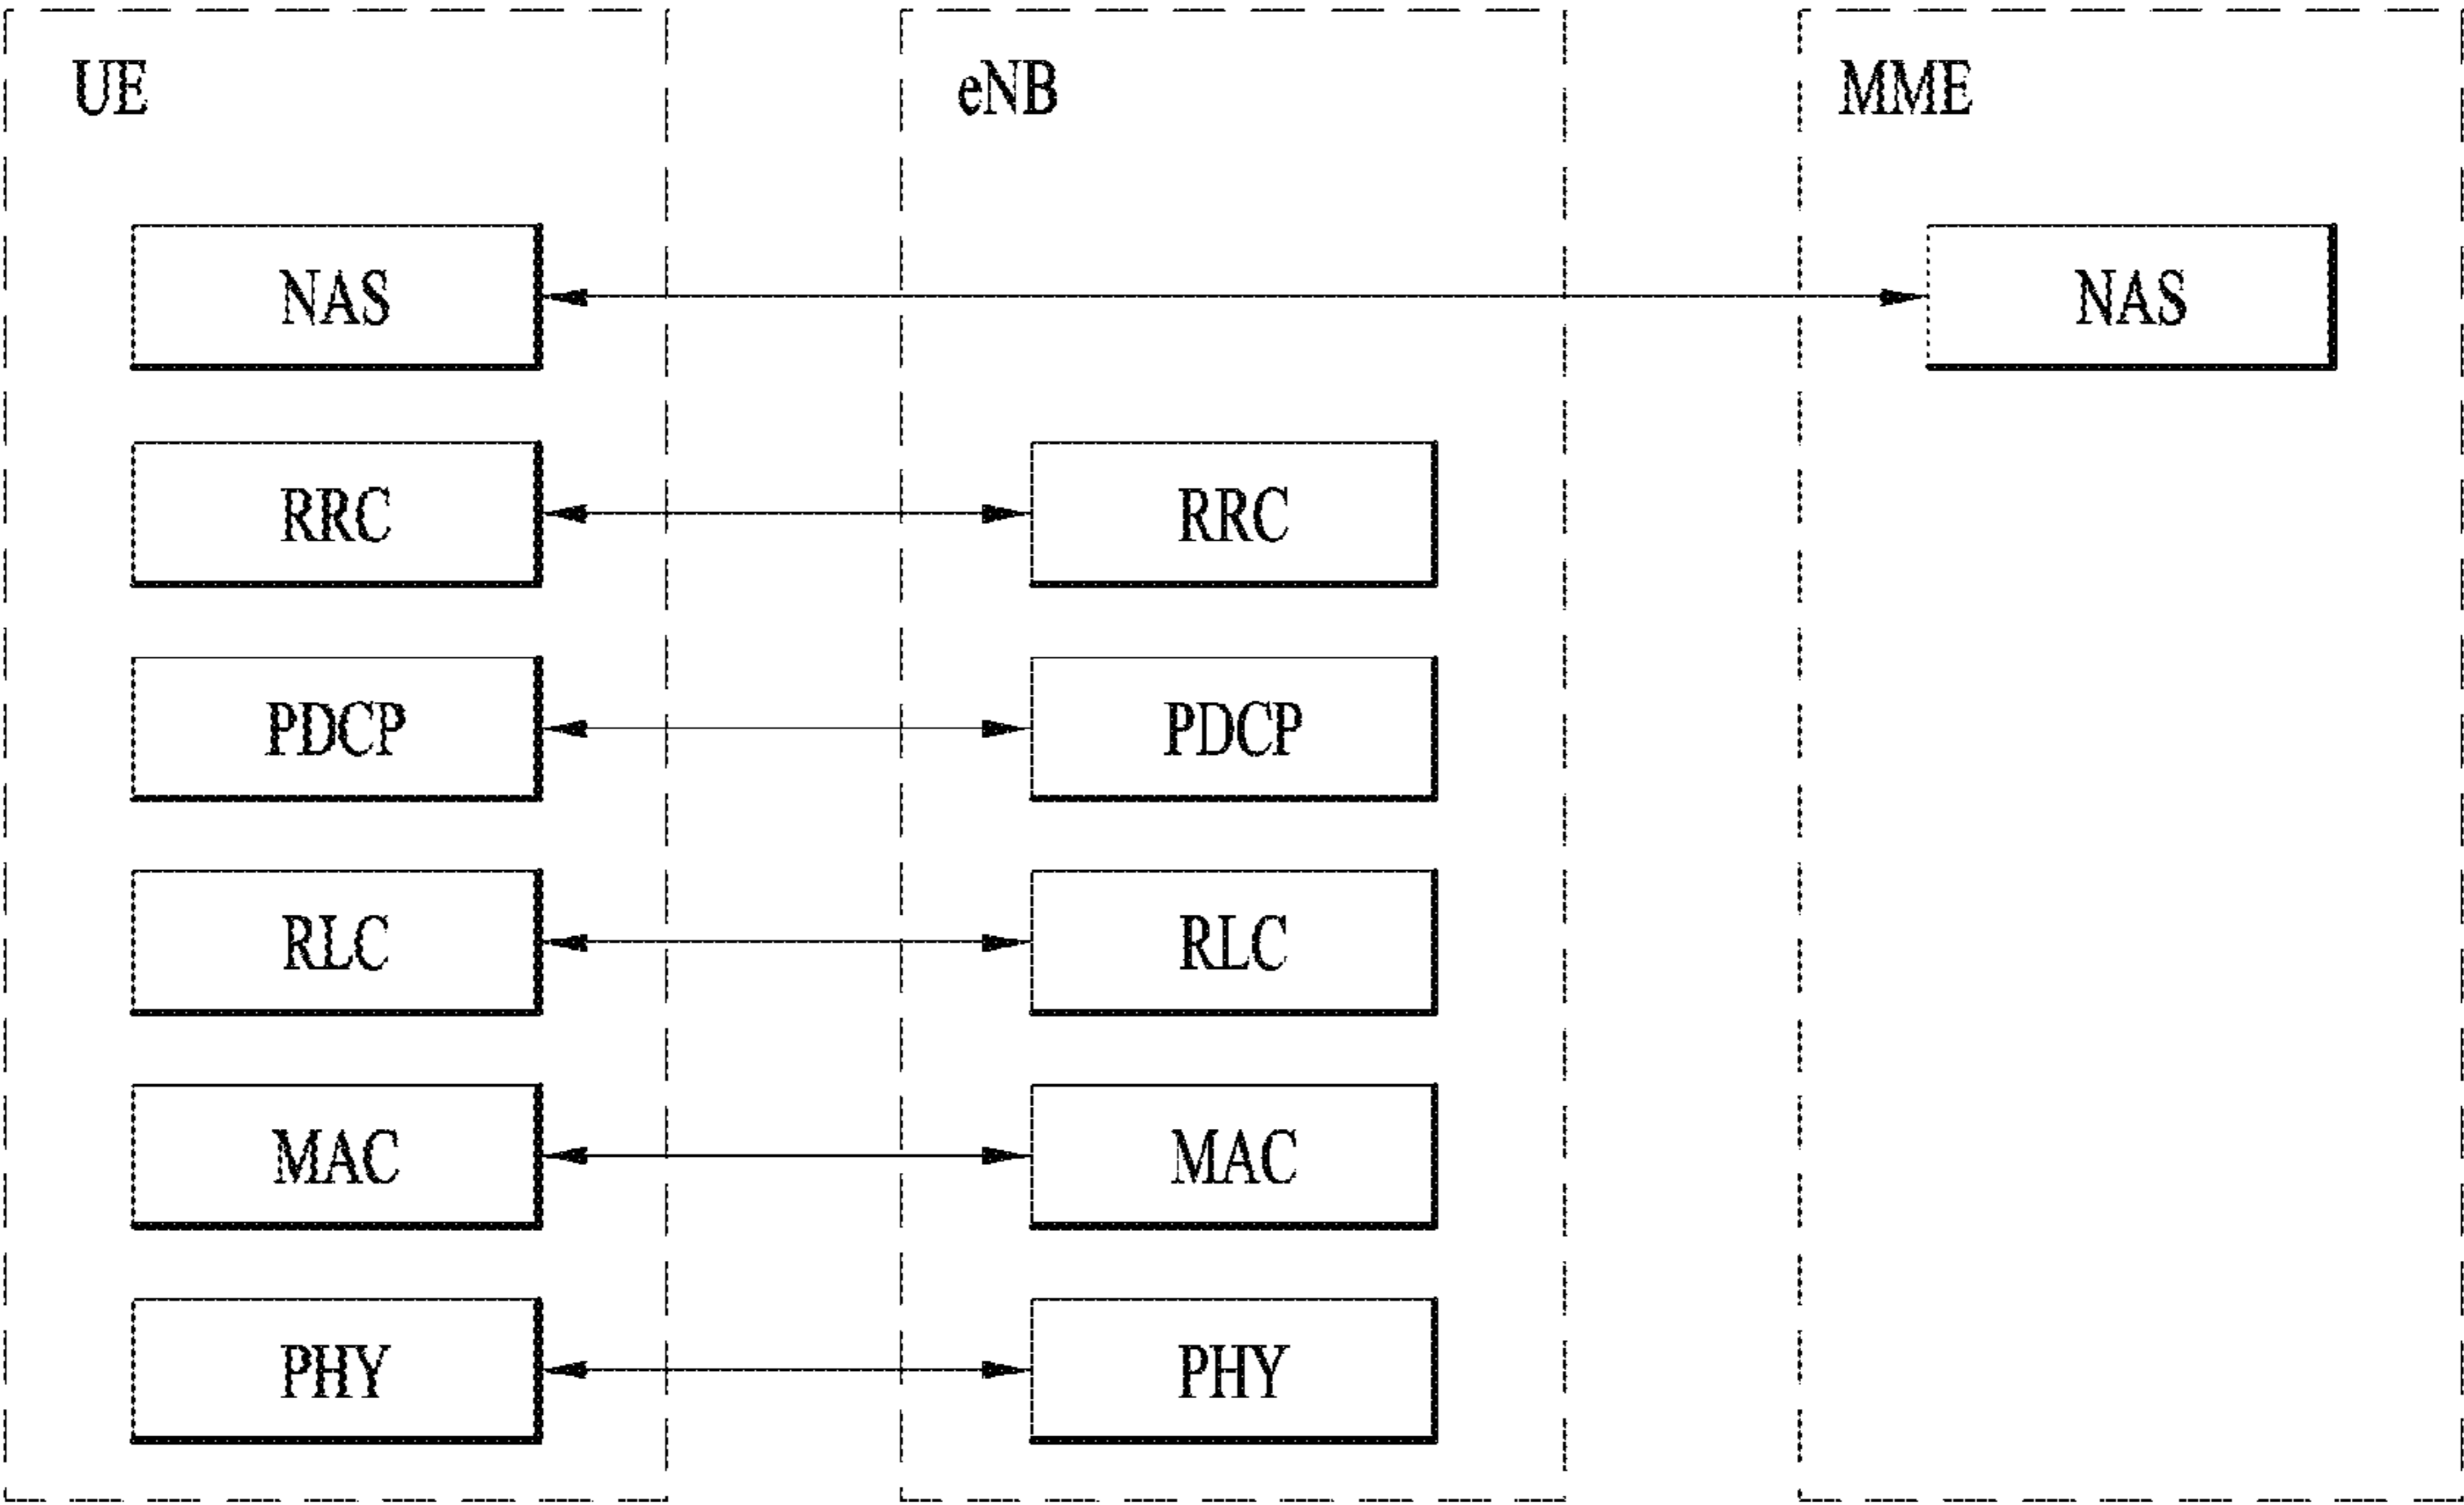 UE
eNB
MME
NAS
NAS
RRC
RRC
PDCP
PDCP
RLC
RLC
MAC
MAC
PHY
PHY